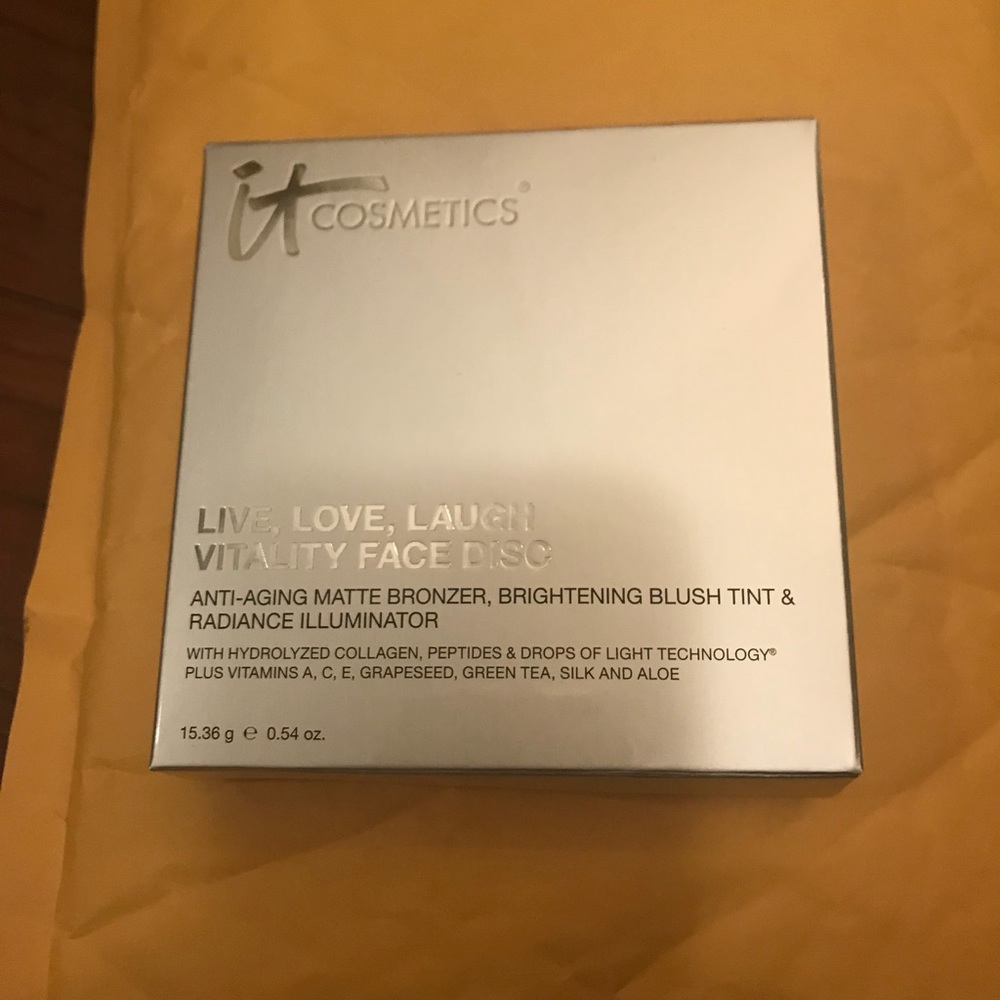 it COSMETICS®
LIVE, LOVE, LAUGH
VITALITY FACE DISC
ANTI-AGING MATTE BRONZER, BRIGHTENING BLUSH TINT &
RADIANCE ILLUMINATOR
WITH HYDROLYZED COLLAGEN, PEPTIDES & DROPS OF LIGHT TECHNOLOGY®
PLUS VITAMINS A, C, E, GRAPESEED, GREEN TEA, SILK AND ALOE
15.36 g ℮ 0.54 oz.